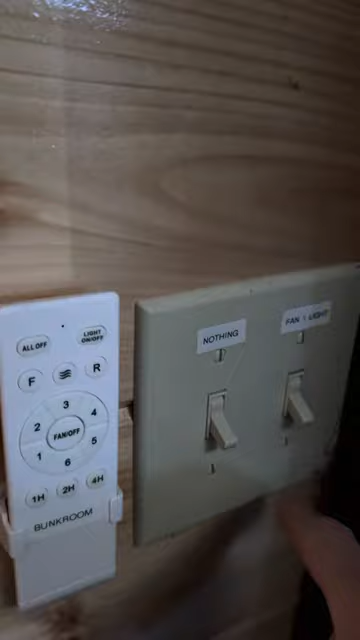 NOTHING
FAN | LIGHT
ALL OFF
LIGHT
ON/OFF
F
R
3
2
4
FAN/OFF
1
5
6
1H
2H
4H
BUNKROOM